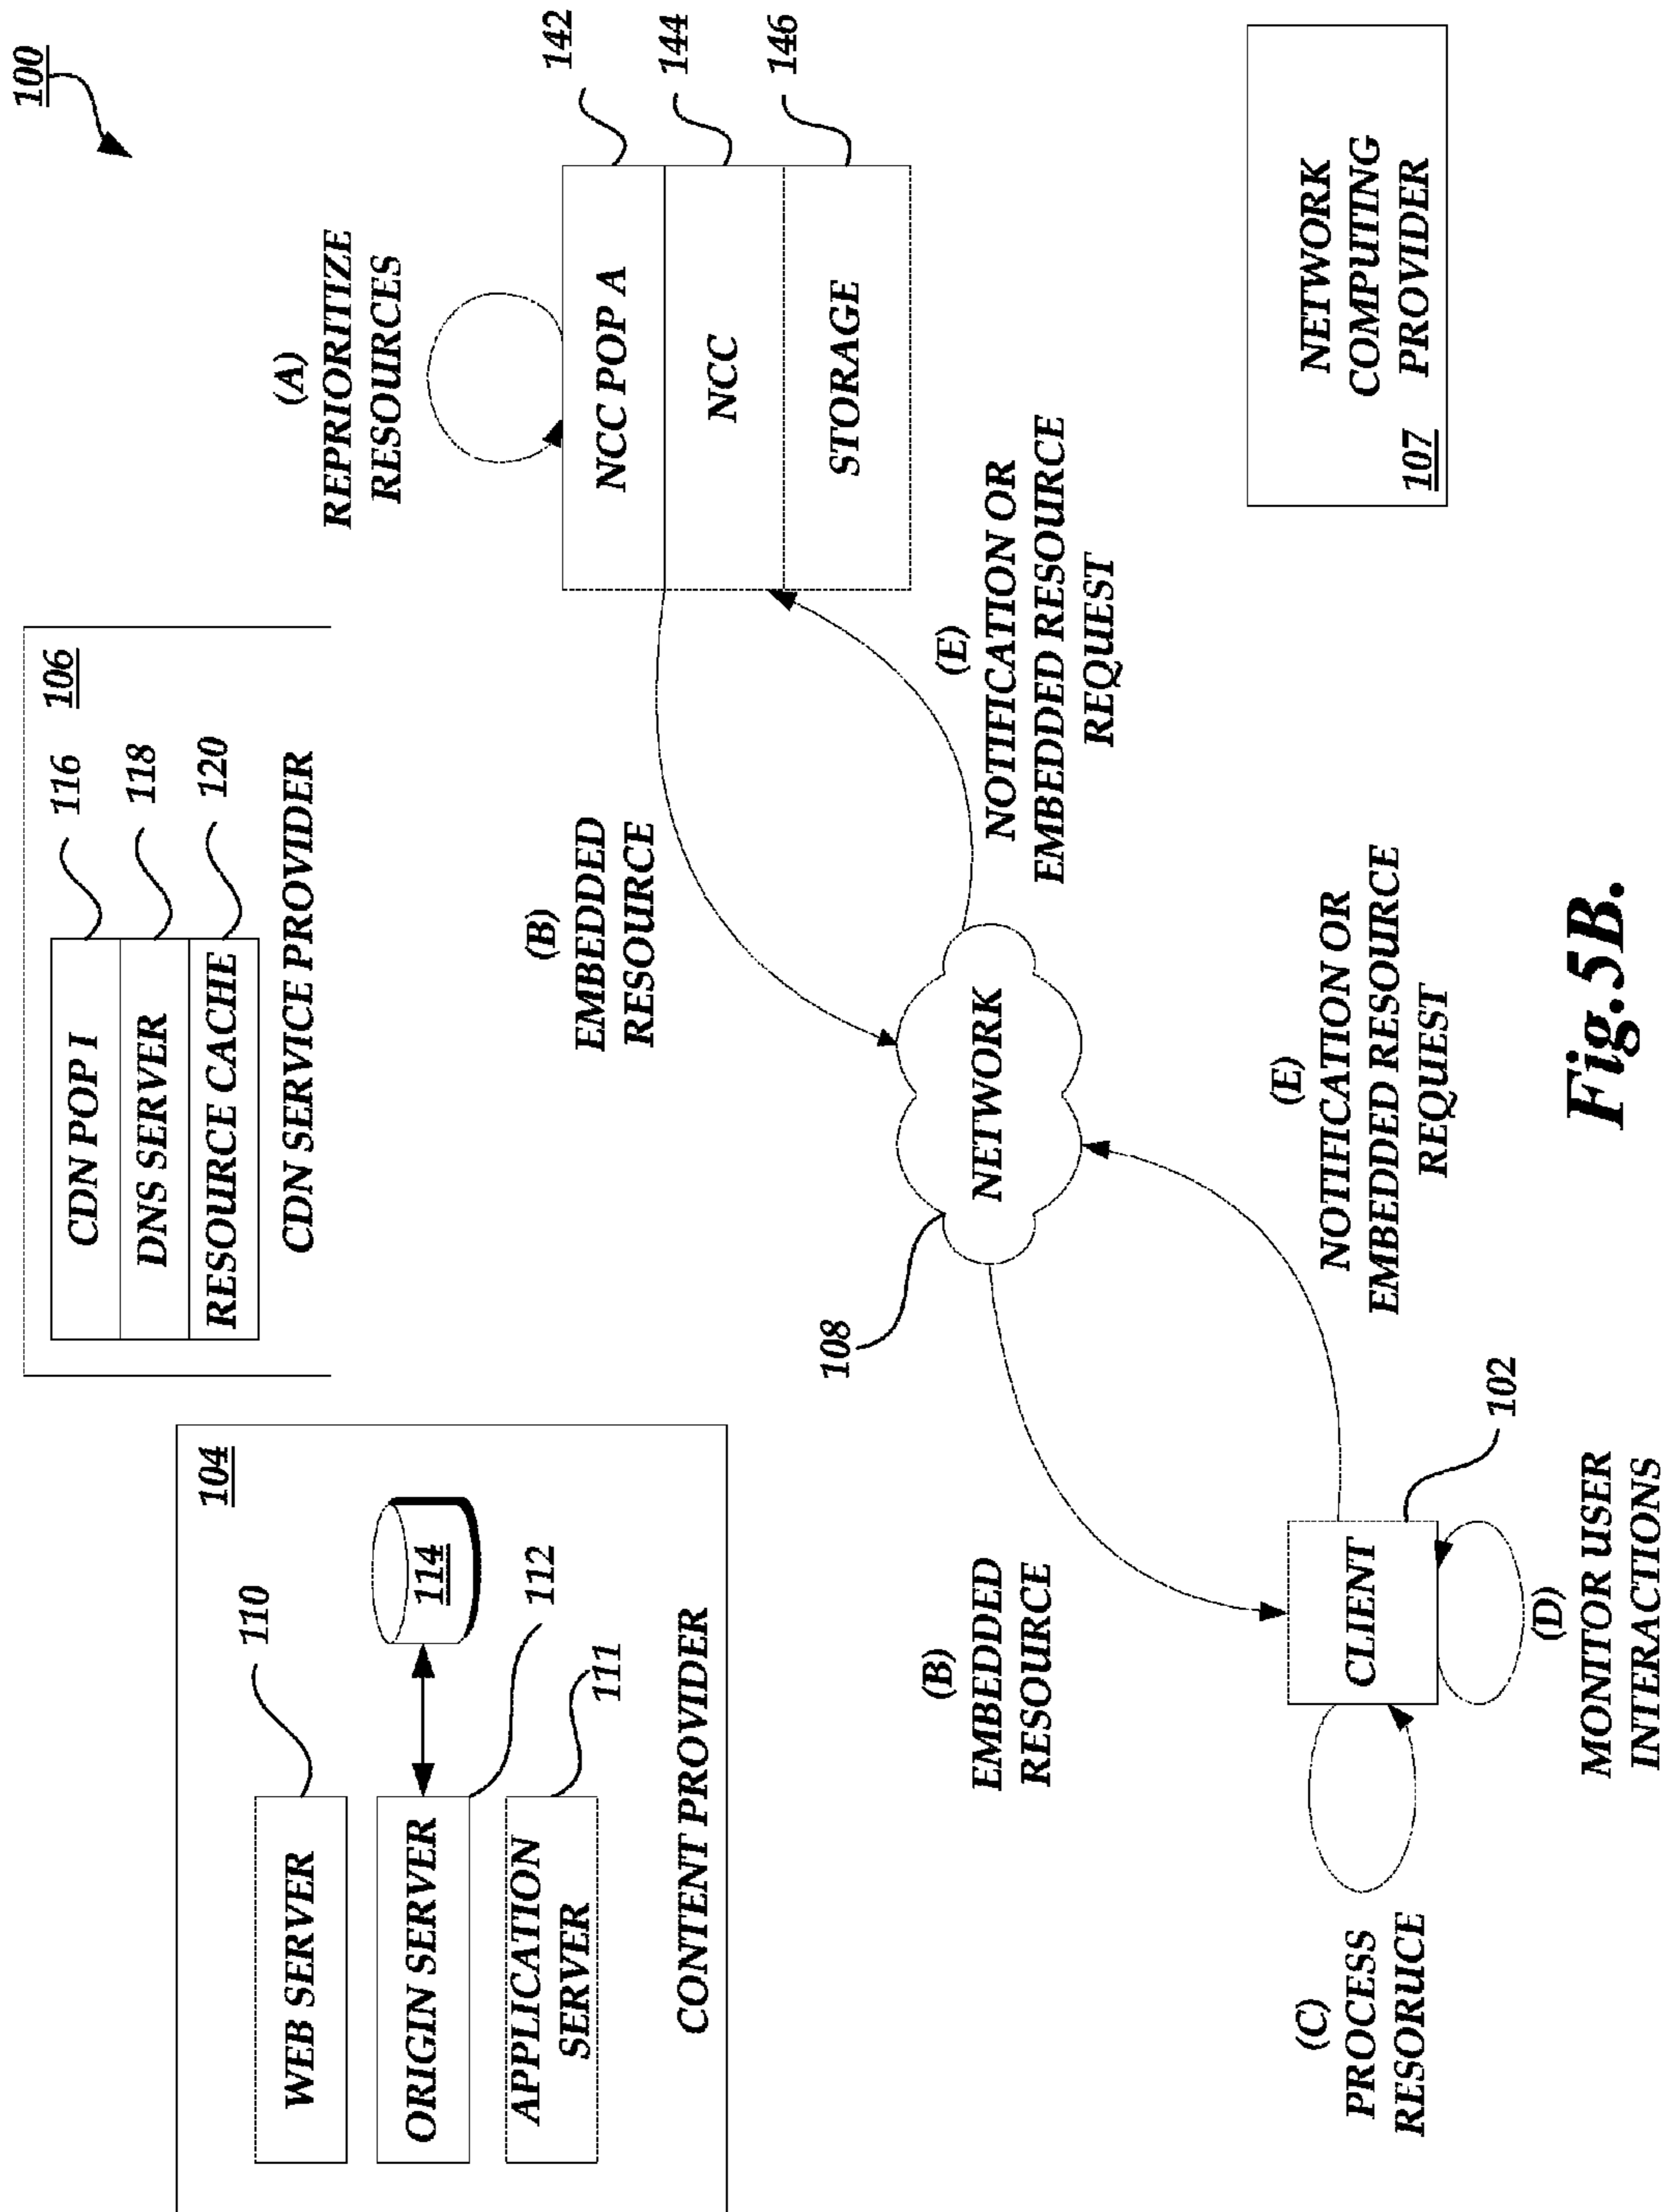 100
104
WEB SERVER
110
ORIGIN SERVER
114
112
APPLICATION
SERVER
111
CONTENT PROVIDER
106
CDN POP I
116
DNS SERVER
118
RESOURCE CACHE
120
CDN SERVICE PROVIDER
(A)
REPRIORITIZE
RESOURCES
NCC POP A
142
NCC
144
STORAGE
146
(B)
EMBEDDED
RESOURCE
(E)
NOTIFICATION OR
EMBEDDED RESOURCE
REQUEST
108
NETWORK
(B)
EMBEDDED
RESOURCE
(E)
NOTIFICATION OR
EMBEDDED RESOURCE
REQUEST
(C)
PROCESS
RESORUCE
CLIENT
102
(D)
MONITOR USER
INTERACTIONS
NETWORK
COMPUTING
PROVIDER
107
Fig.5B.